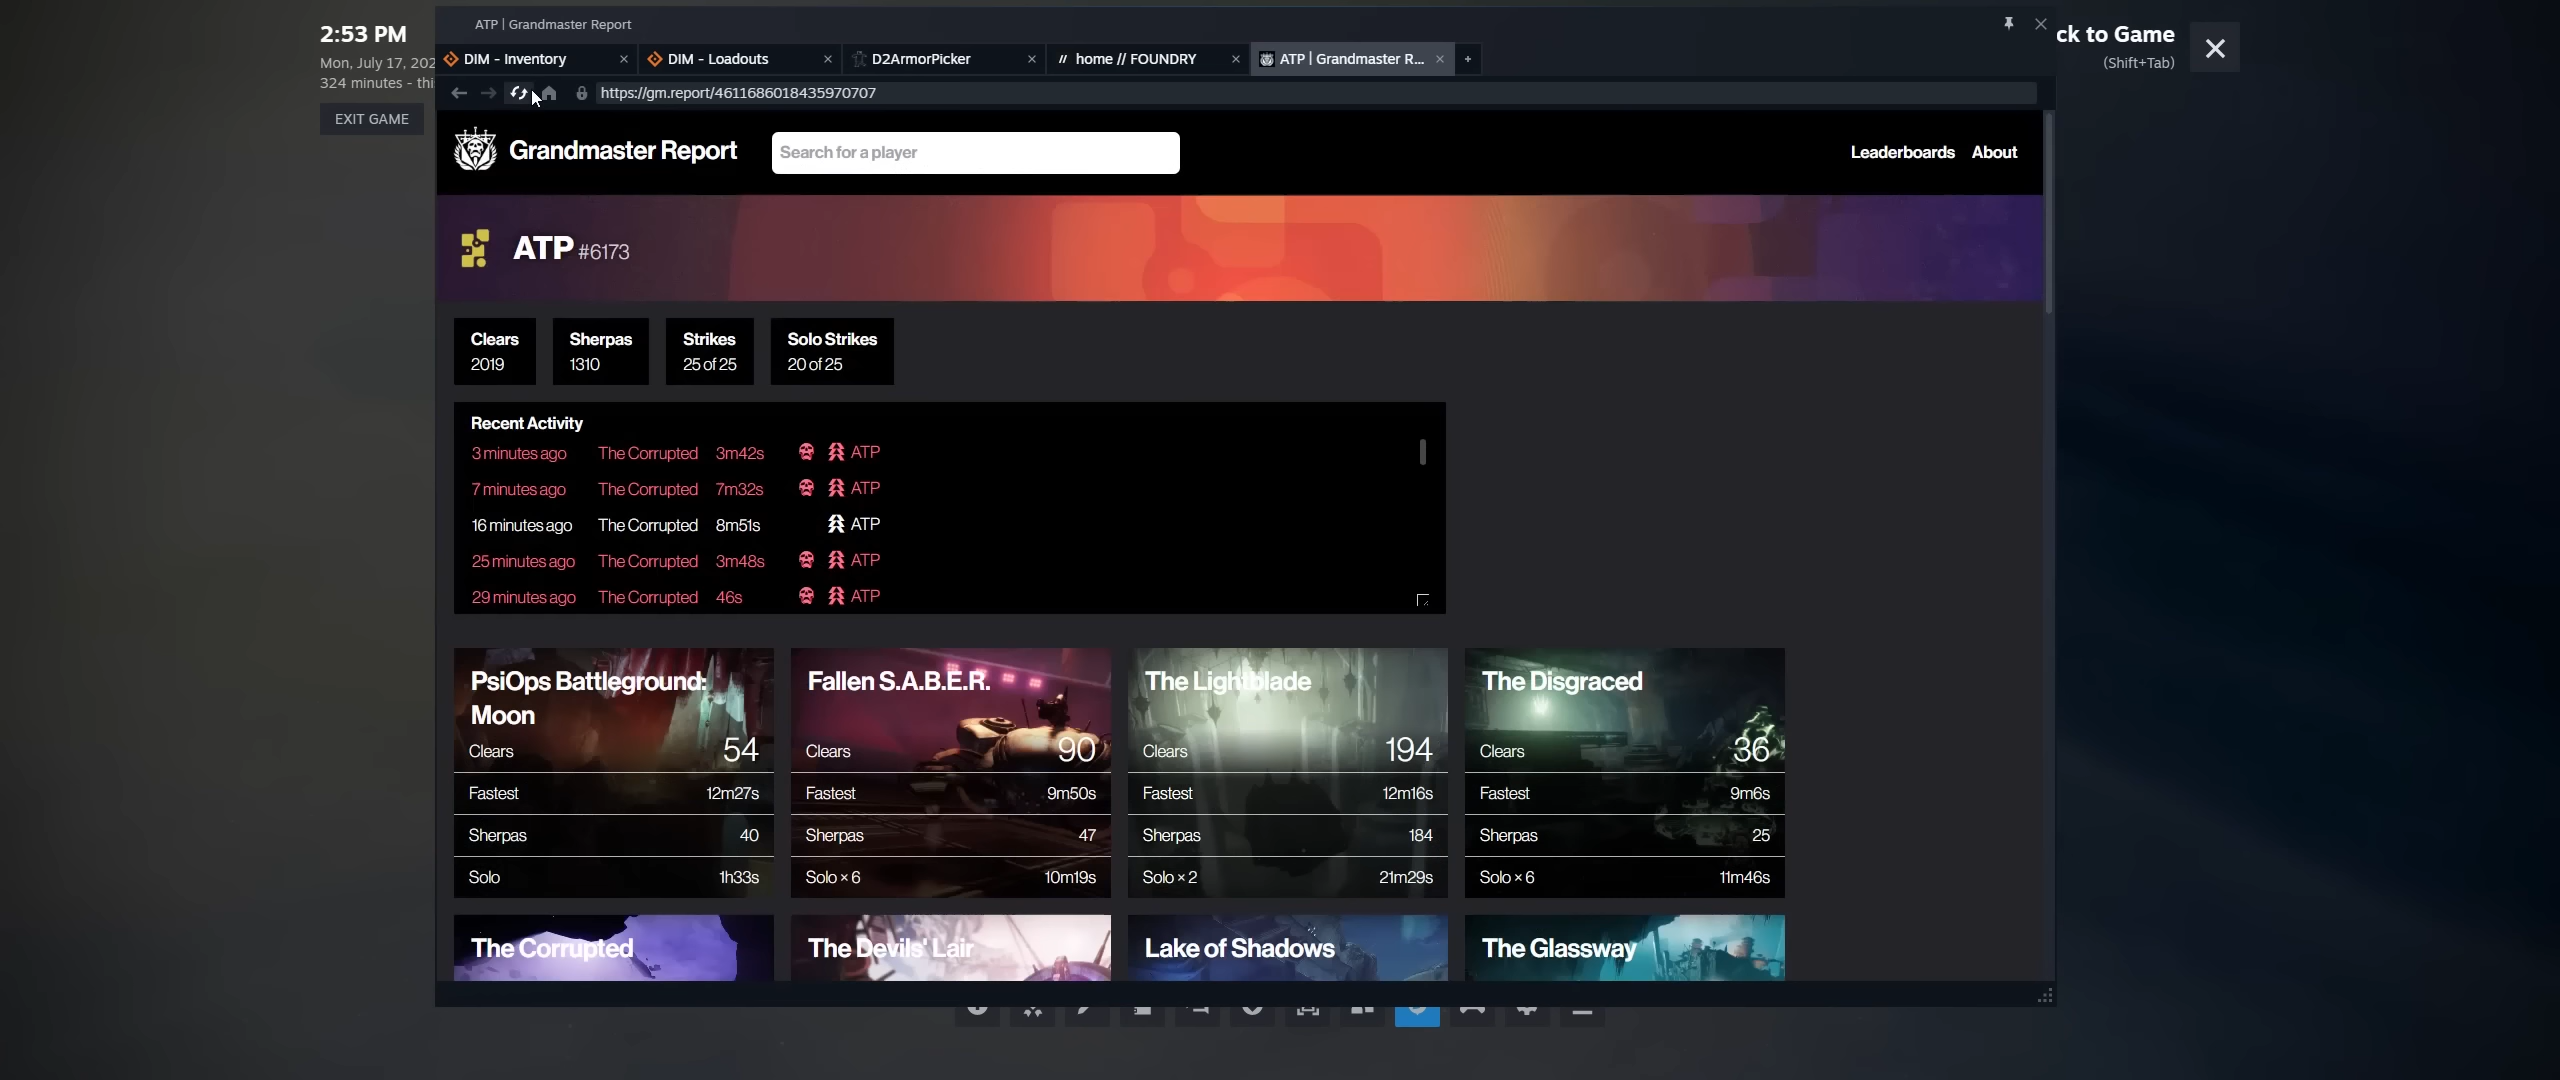 2:53 PM
Mon, July 17, 202
324 minutes - thi
EXIT GAME
ATP | Grandmaster Report
ck to Game
(Shift+Tab)
DIM - Inventory
DIM - Loadouts
D2ArmorPicker
home // FOUNDRY
ATP | Grandmaster R...
https://gm.report/4611686018435970707
Grandmaster Report
Search for a player
Leaderboards About
ATP #6173
Clears Sherpas Strikes Solo Strikes
2019 1310 25 of 25 20 of 25
Recent Activity
3 minutes ago The Corrupted 3m42s ATP
7 minutes ago The Corrupted 7m32s ATP
16 minutes ago The Corrupted 8m51s ATP
25 minutes ago The Corrupted 3m48s ATP
29 minutes ago The Corrupted 46s ATP
PsiOps Battleground:
Moon
Clears 54
Fastest 12m27s
Sherpas 40
Solo 1h33s
Fallen S.A.B.E.R.
Clears 90
Fastest 9m50s
Sherpas 47
Solo × 6 10m19s
The Lightblade
Clears 194
Fastest 12m16s
Sherpas 184
Solo × 2 21m29s
The Disgraced
Clears 36
Fastest 9m6s
Sherpas 25
Solo × 6 11m46s
The Corrupted
The Devils' Lair
Lake of Shadows
The Glassway